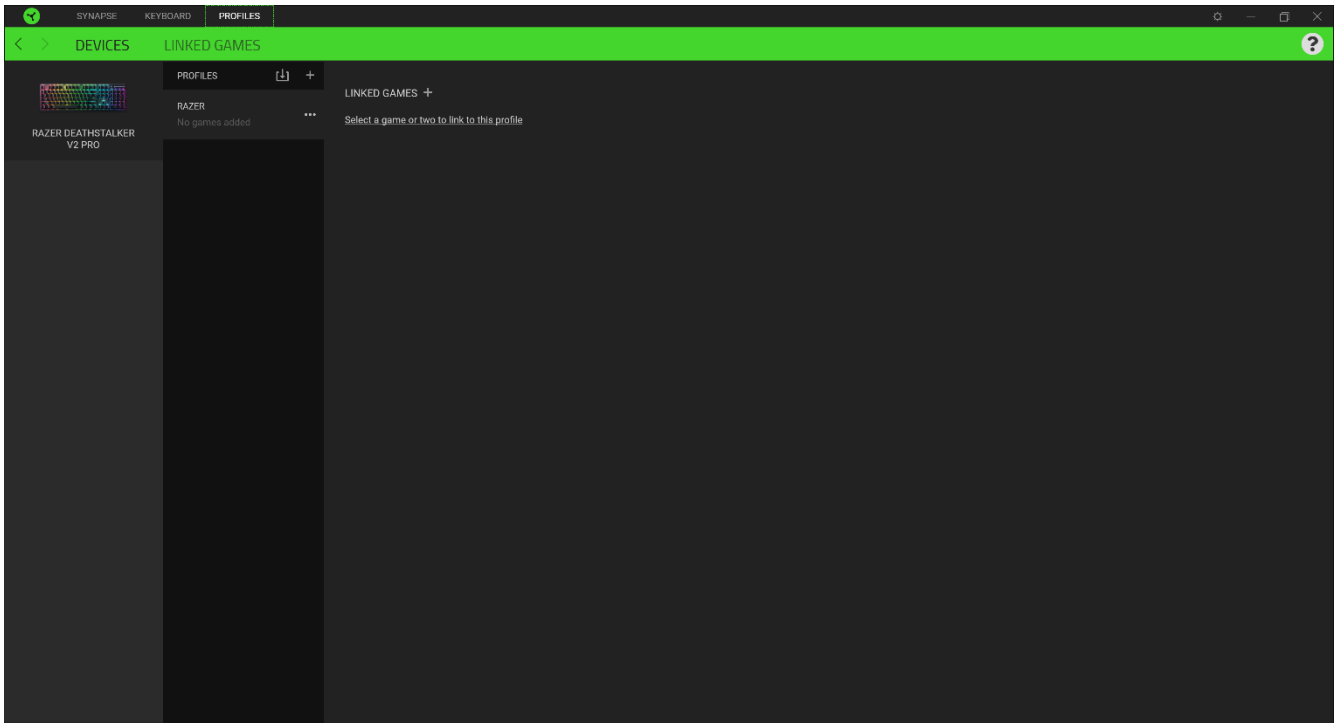 SYNAPSE KEYBOARD PROFILES
DEVICES LINKED GAMES ?
PROFILES
RAZER
No games added
RAZER DEATHSTALKER
V2 PRO
LINKED GAMES +
Select a game or two to link to this profile